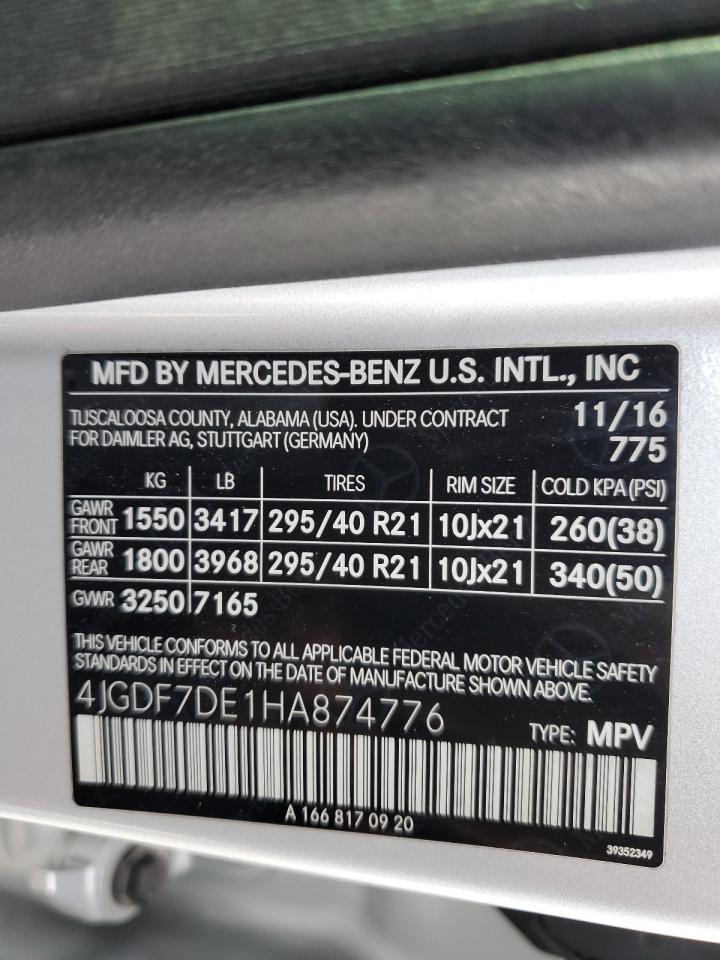 MFD BY MERCEDES-BENZ U.S. INTL., INC
TUSCALOOSA COUNTY, ALABAMA (USA). UNDER CONTRACT 11/16
FOR DAIMLER AG, STUTTGART (GERMANY) 775
KG LB TIRES RIM SIZE COLD KPA (PSI)
GAWR FRONT 1550 3417 295/40 R21 10Jx21 260(38)
GAWR REAR 1800 3968 295/40 R21 10Jx21 340(50)
GVWR 3250 7165
THIS VEHICLE CONFORMS TO ALL APPLICABLE FEDERAL MOTOR VEHICLE SAFETY
STANDARDS IN EFFECT ON THE DATE OF MANUFACTURE SHOWN ABOVE.
4JGDF7DE1HA874776 TYPE: MPV
A 166 817 09 20
39352349